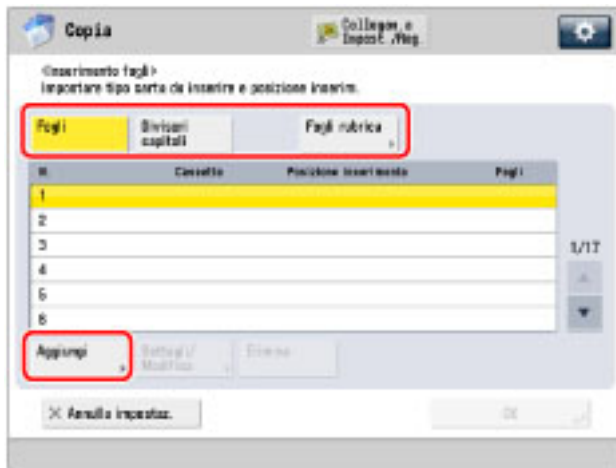 Copia
Collegam. a
Impost./Reg.
<Inserimento fogli>
Impostare tipo carta da inserire e posizione inserim.
Fogli
Divisori
capitoli
Fogli rubrica
N.
Cassetto
Posizione inserimento
Fogli
1
2
3
4
5
6
1/17
Aggiungi
Dettagli/
Modifica
Elimina
× Annulla impostaz.
OK